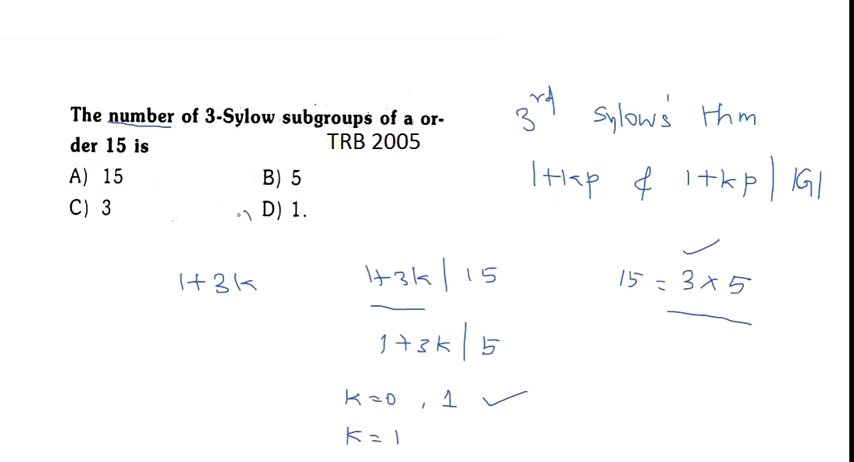 The number of 3-Sylow subgroups of a or-
der 15 is
TRB 2005
A) 15
B) 5
C) 3
D) 1.
3rd Sylow's thm
1+kp & 1+kp | |G|
1+3k
1+3k | 15
15 = 3 × 5
1+3k | 5
k=0 , 1 ✓
k=1